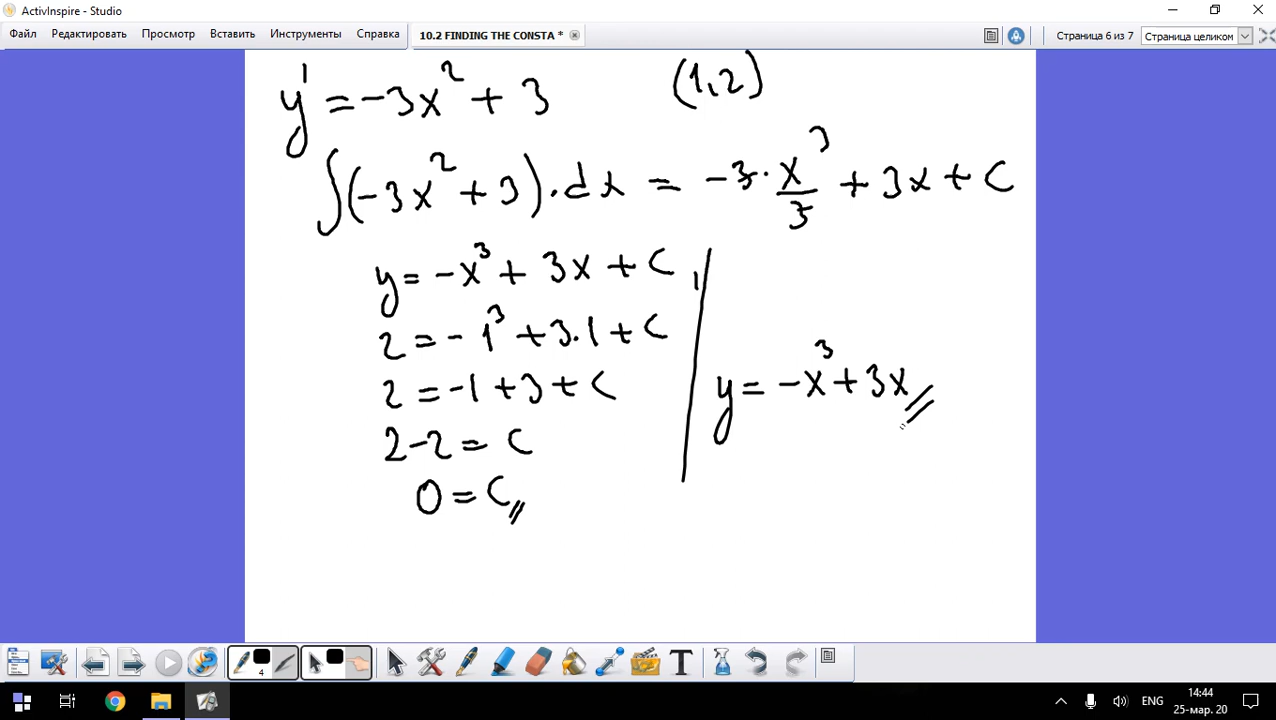 ActivInspire - Studio
Файл Редактировать Просмотр Вставить Инструменты Справка 10.2 FINDING THE CONSTA * Страница 6 из 7 Страница целиком
y' = -3x² + 3 (1,2)
∫(-3x² + 3)·dx = -3· x³/3 + 3x + C
y = -x³ + 3x + C
2 = -1³ + 3·1 + C
2 = -1 + 3 + C
2-2 = C
0 = C
y = -x³ + 3x
4
ENG 14:44
25-мар. 20